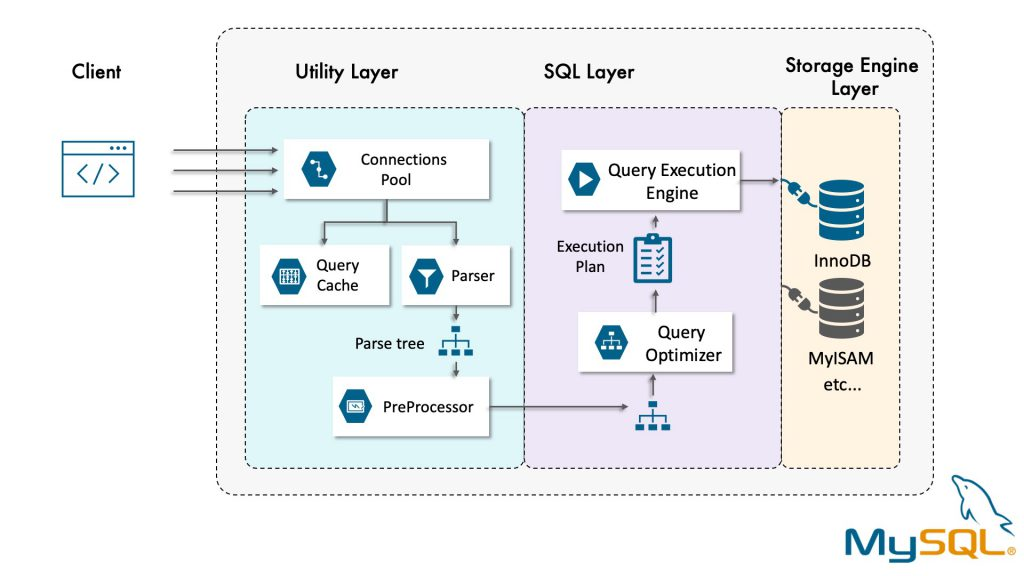 Client
Utility Layer
SQL Layer
Storage Engine
Layer
</>
Connections
Pool
Query
Cache
Parser
Parse tree
PreProcessor
Query Execution
Engine
Execution
Plan
Query
Optimizer
InnoDB
MyISAM
etc...
MySQL®